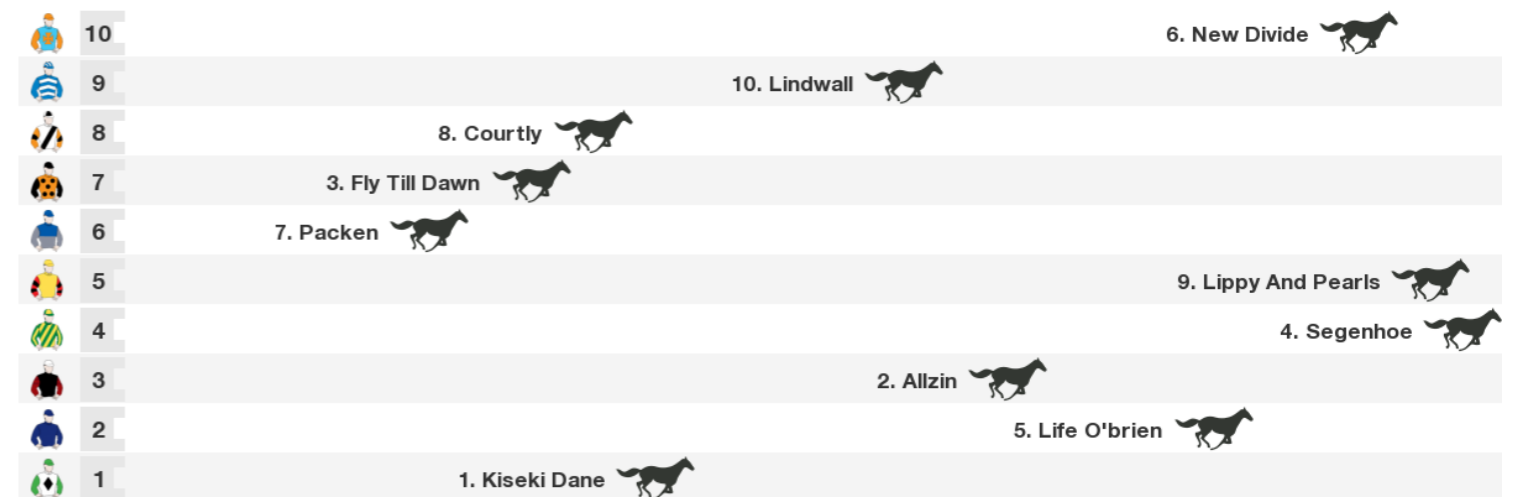 10 6. New Divide
9 10. Lindwall
8 8. Courtly
7 3. Fly Till Dawn
6 7. Packen
5 9. Lippy And Pearls
4 4. Segenhoe
3 2. Allzin
2 5. Life O'brien
1 1. Kiseki Dane